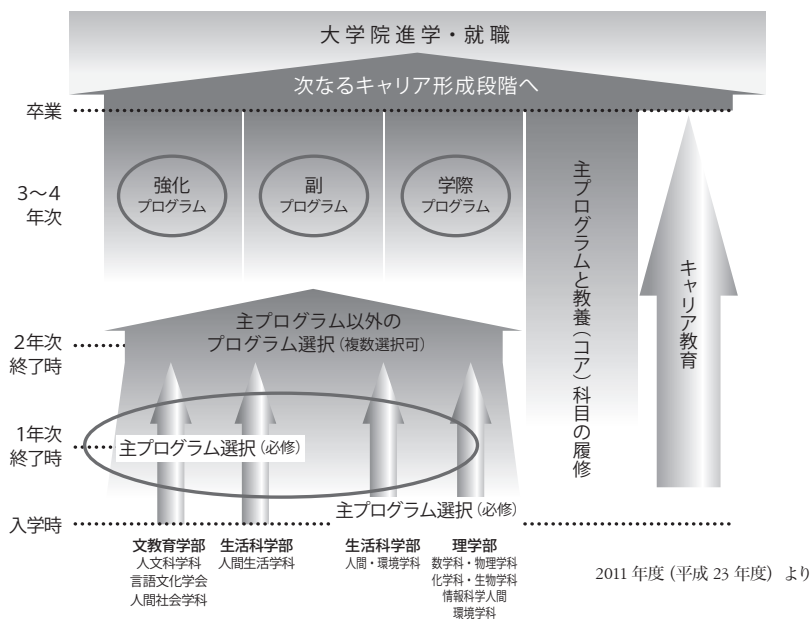 大学院進学・就職
次なるキャリア形成段階へ
卒業
3〜4
年次
強化
プログラム
副
プログラム
学際
プログラム
主プログラムと教養(コア)科目の履修
キャリア教育
主プログラム以外の
プログラム選択(複数選択可)
2年次
終了時
1年次
終了時
主プログラム選択(必修)
主プログラム選択(必修)
入学時
文教育学部
人文科学科
言語文化学会
人間社会学科
生活科学部
人間生活学科
生活科学部
人間・環境学科
理学部
数学科・物理学科
化学科・生物学科
情報科学人間
環境学科
2011年度(平成23年度)より